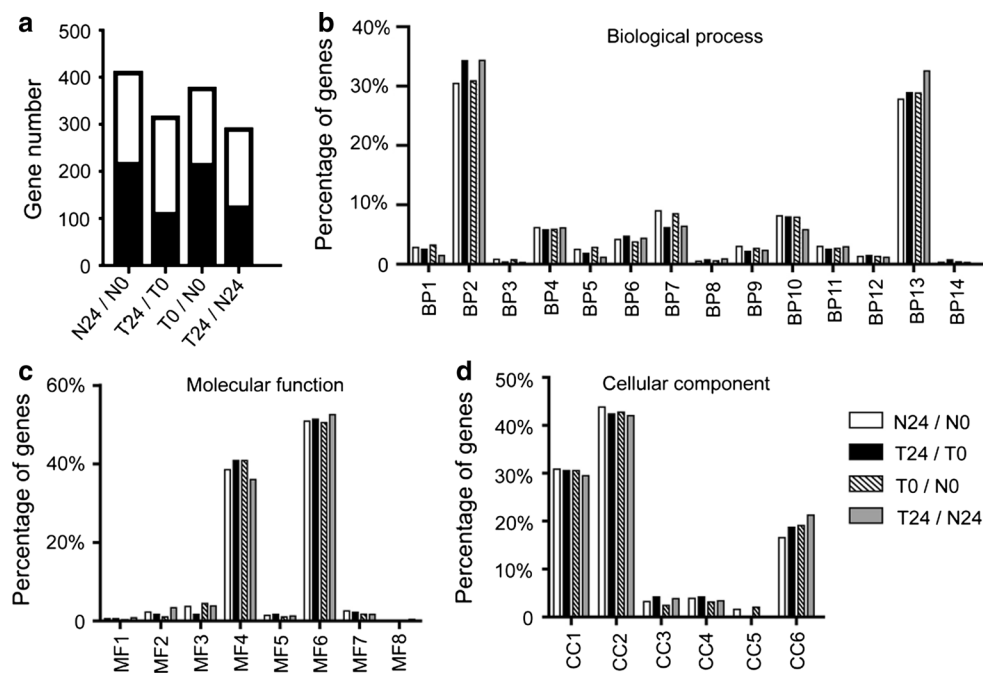 a
500
400
300
200
100
0
Gene number
N24 / N0
T24 / T0
T0 / N0
T24 / N24
b
Biological process
40%
30%
20%
10%
0
Percentage of genes
BP1
BP2
BP3
BP4
BP5
BP6
BP7
BP8
BP9
BP10
BP11
BP12
BP13
BP14
c
Molecular function
60%
40%
20%
0
Percentage of genes
MF1
MF2
MF3
MF4
MF5
MF6
MF7
MF8
d
Cellular component
50%
40%
30%
20%
10%
0
Percentage of genes
CC1
CC2
CC3
CC4
CC5
CC6
N24 / N0
T24 / T0
T0 / N0
T24 / N24